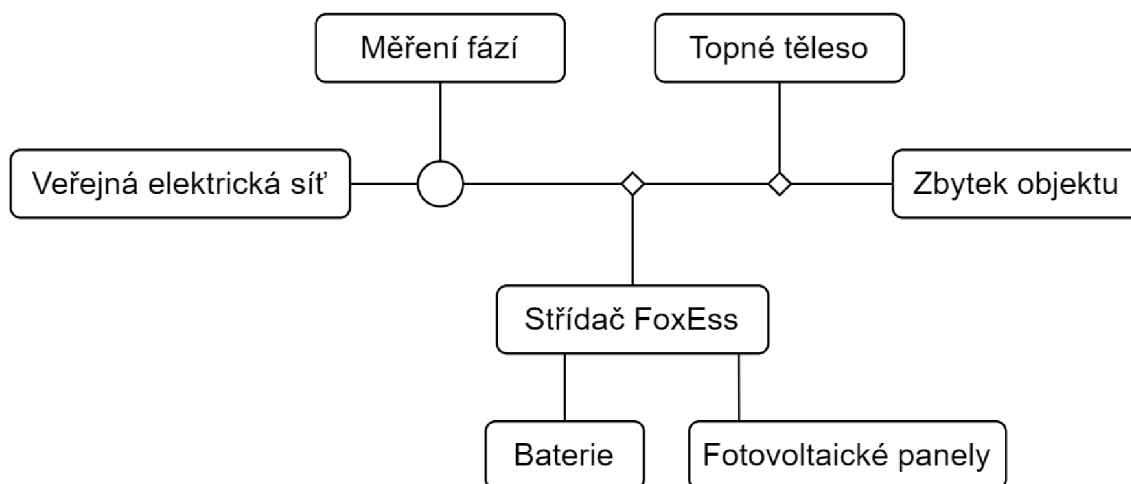 Měření fází
Topné těleso
Veřejná elektrická síť
Zbytek objektu
Střídač FoxEss
Baterie
Fotovoltaické panely